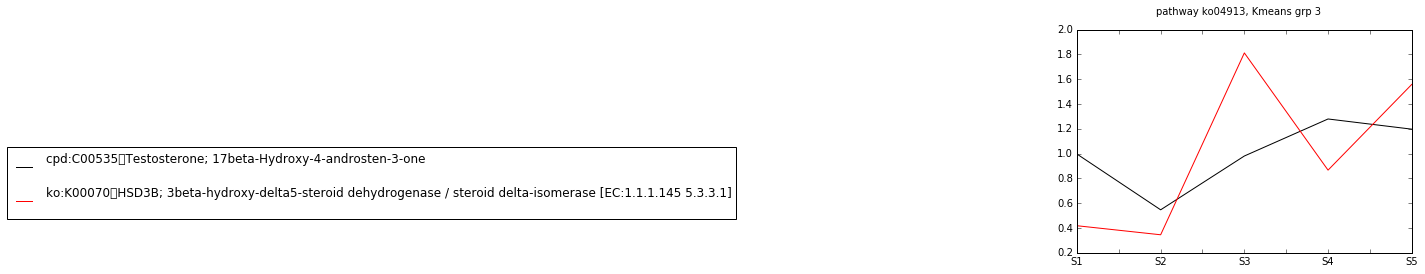 pathway ko04913, Kmeans grp 3
cpd:C00535▯Testosterone; 17beta-Hydroxy-4-androsten-3-one
ko:K00070▯HSD3B; 3beta-hydroxy-delta5-steroid dehydrogenase / steroid delta-isomerase [EC:1.1.1.145 5.3.3.1]
2.0
1.8
1.6
1.4
1.2
1.0
0.8
0.6
0.4
0.2
S1 S2 S3 S4 S5